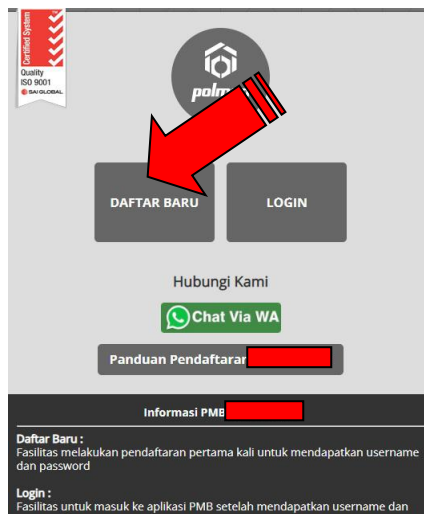 Certified System
Quality
ISO 9001
SAI GLOBAL
DAFTAR BARU
LOGIN
Hubungi Kami
Chat Via WA
Panduan
Informasi PMB
Daftar Baru :
Fasilitas melakukan pendaftaran pertama kali untuk mendapatkan username
dan password
Login :
Fasilitas untuk masuk ke aplikasi PMB setelah mendapatkan username dan